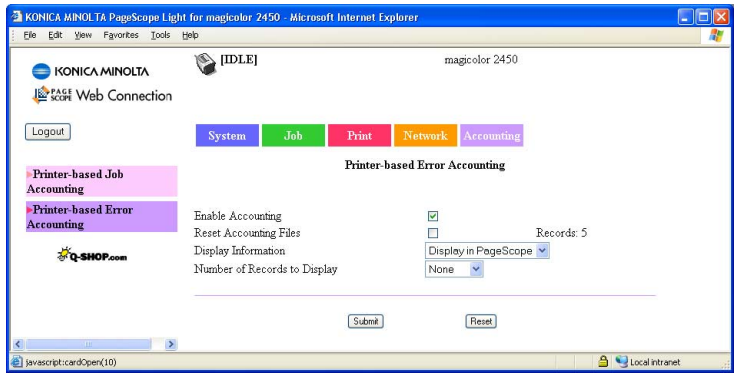 KONICA MINOLTA PageScope Light for magicolor 2450 - Microsoft Internet Explorer
File Edit View Favorites Tools Help
KONICA MINOLTA
PAGE SCOPE Web Connection
[IDLE] magicolor 2450
Logout
System Job Print Network Accounting
Printer-based Job
Accounting
Printer-based Error
Accounting
Q-SHOP.com
Printer-based Error Accounting
Enable Accounting
Reset Accounting Files Records: 5
Display Information Display in PageScope
Number of Records to Display None
Submit Reset
javascript:cardOpen(10) Local intranet